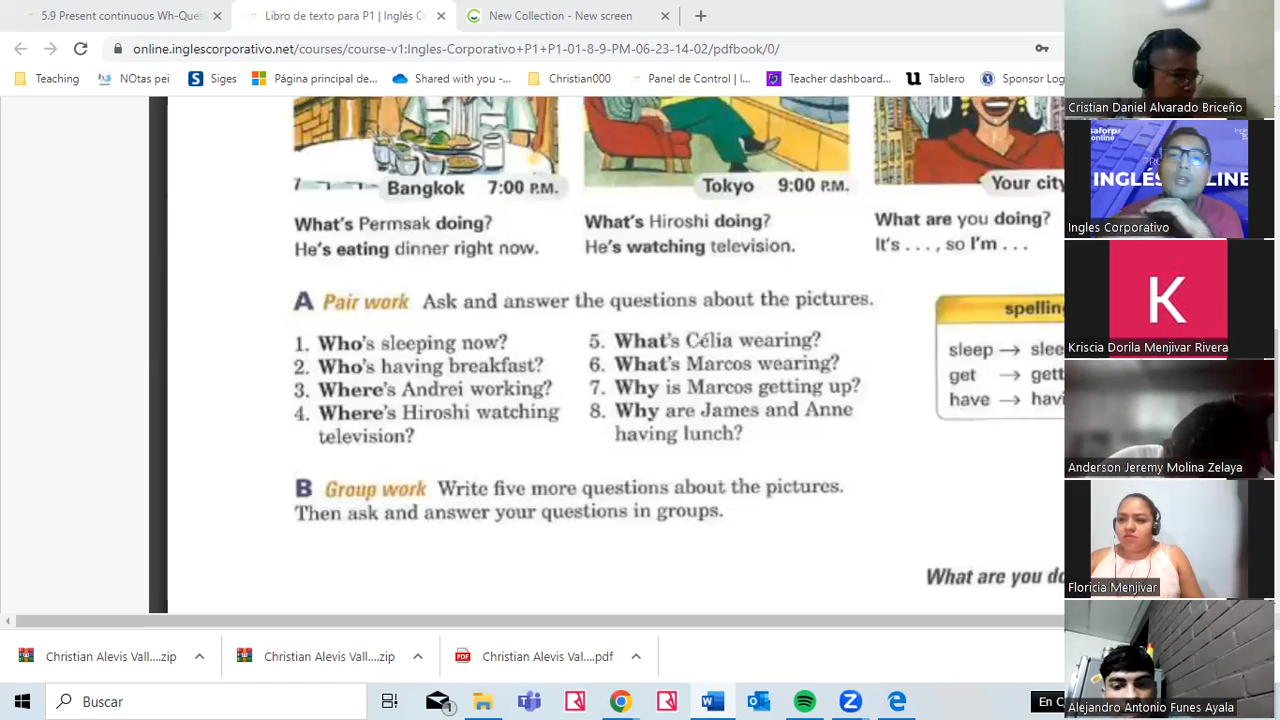 5.9 Present continuous Wh-Ques
Libro de texto para P1 | Inglés C
New Collection - New screen
online.inglescorporativo.net/courses/course-v1:Ingles-Corporativo+P1+P1-01-8-9-PM-06-23-14-02/pdfbook/0/
Teaching
NOtas pei
Siges
Página principal de...
Shared with you -...
Christian000
Panel de Control | I...
Teacher dashboard...
Tablero
Sponsor Log
Bangkok 7:00 P.M.
Tokyo 9:00 P.M.
Your city
What's Permsak doing?
He's eating dinner right now.
What's Hiroshi doing?
He's watching television.
What are you doing?
It's . . . , so I'm . . .
A Pair work Ask and answer the questions about the pictures.
1. Who's sleeping now?
2. Who's having breakfast?
3. Where's Andrei working?
4. Where's Hiroshi watching
television?
5. What's Célia wearing?
6. What's Marcos wearing?
7. Why is Marcos getting up?
8. Why are James and Anne
having lunch?
spelling
sleep → slee
get → gett
have → havi
B Group work Write five more questions about the pictures.
Then ask and answer your questions in groups.
What are you do
Christian Alevis Vall....zip
Christian Alevis Vall....zip
Christian Alevis Val....pdf
Buscar
1
En C
Cristian Daniel Alvarado Briceño
INGLÉS ONLINE
Ingles Corporativo
K
Kriscia Dorila Menjivar Rivera
Anderson Jeremy Molina Zelaya
Floricia Menjivar
Alejandro Antonio Funes Ayala